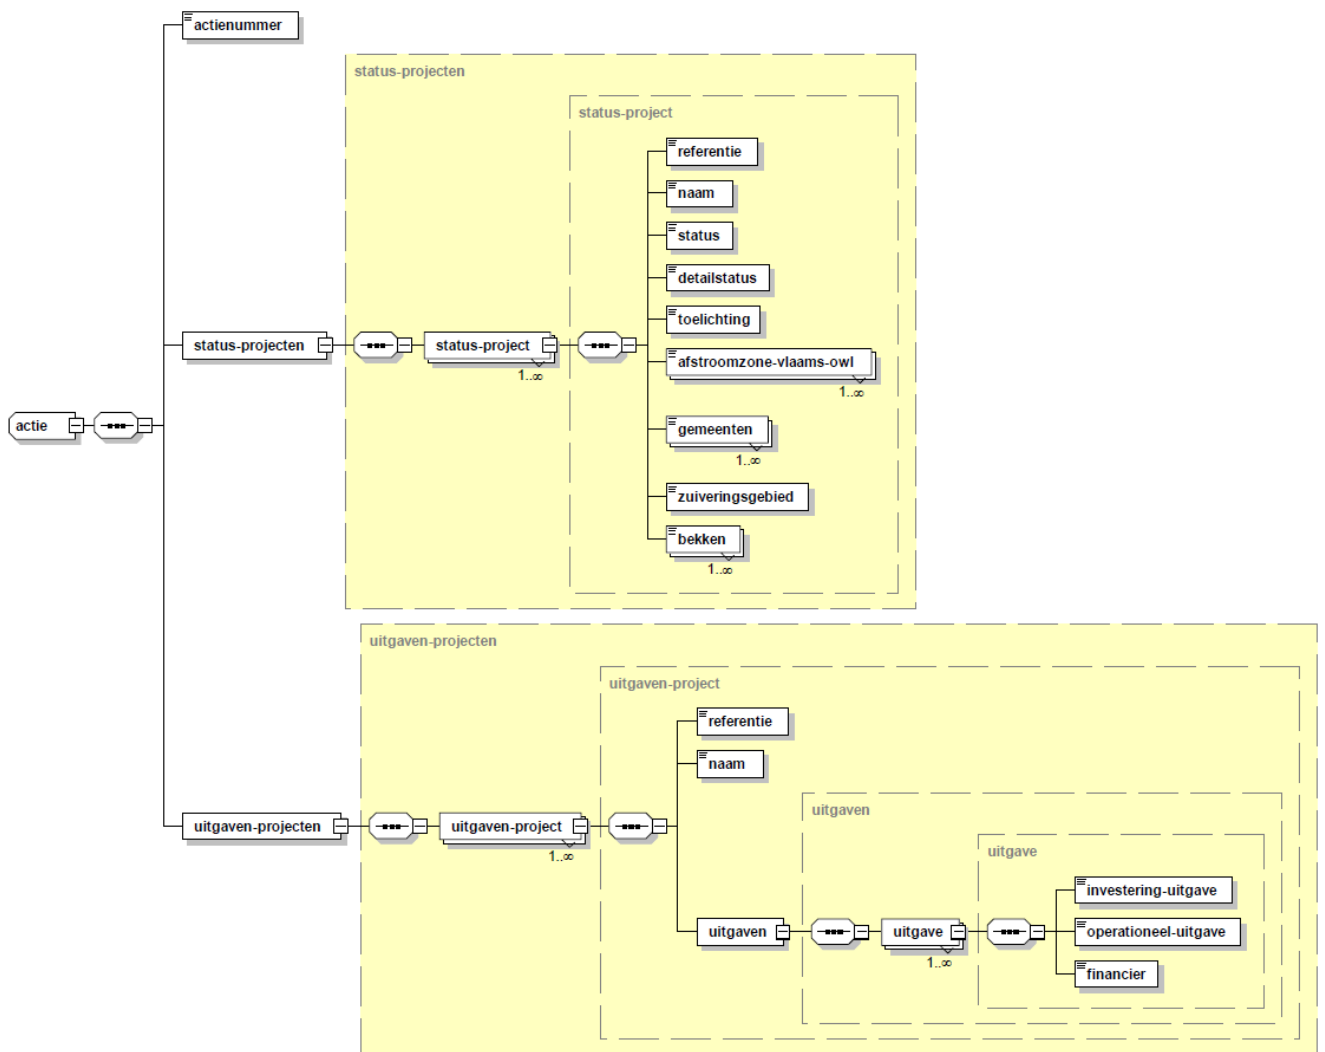 actienummer
status-projecten
status-project
referentie
naam
status
detailstatus
toelichting
status-projecten
status-project
1..∞
afstroomzone-vlaams-owl
1..∞
actie
gemeenten
1..∞
zuiveringsgebied
bekken
1..∞
uitgaven-projecten
uitgaven-project
referentie
naam
uitgaven-projecten
uitgaven-project
1..∞
uitgaven
uitgave
investering-uitgave
uitgaven
uitgave
1..∞
operationeel-uitgave
financier